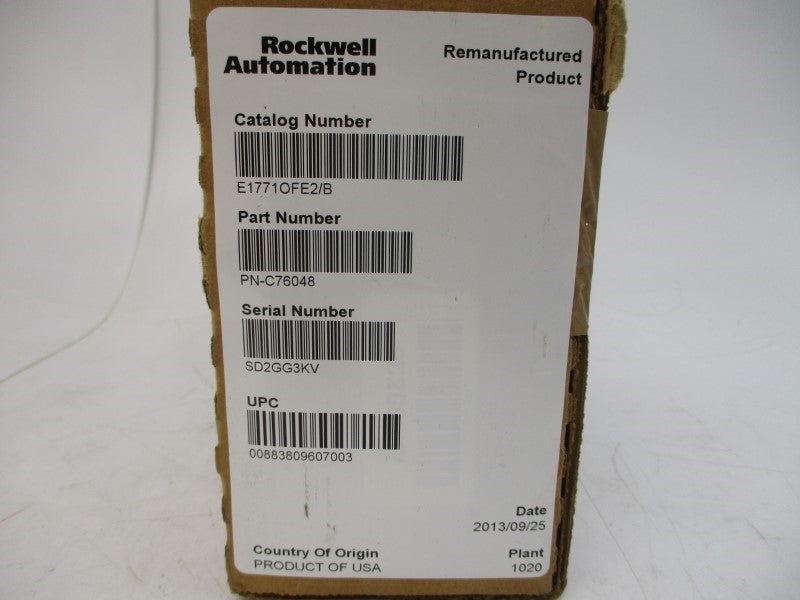 Rockwell
Automation
Remanufactured
Product
Catalog Number
E1771OFE2/B
Part Number
PN-C76048
Serial Number
SD2GG3KV
UPC
00883809607003
Date
2013/09/25
Country Of Origin
PRODUCT OF USA
Plant
1020